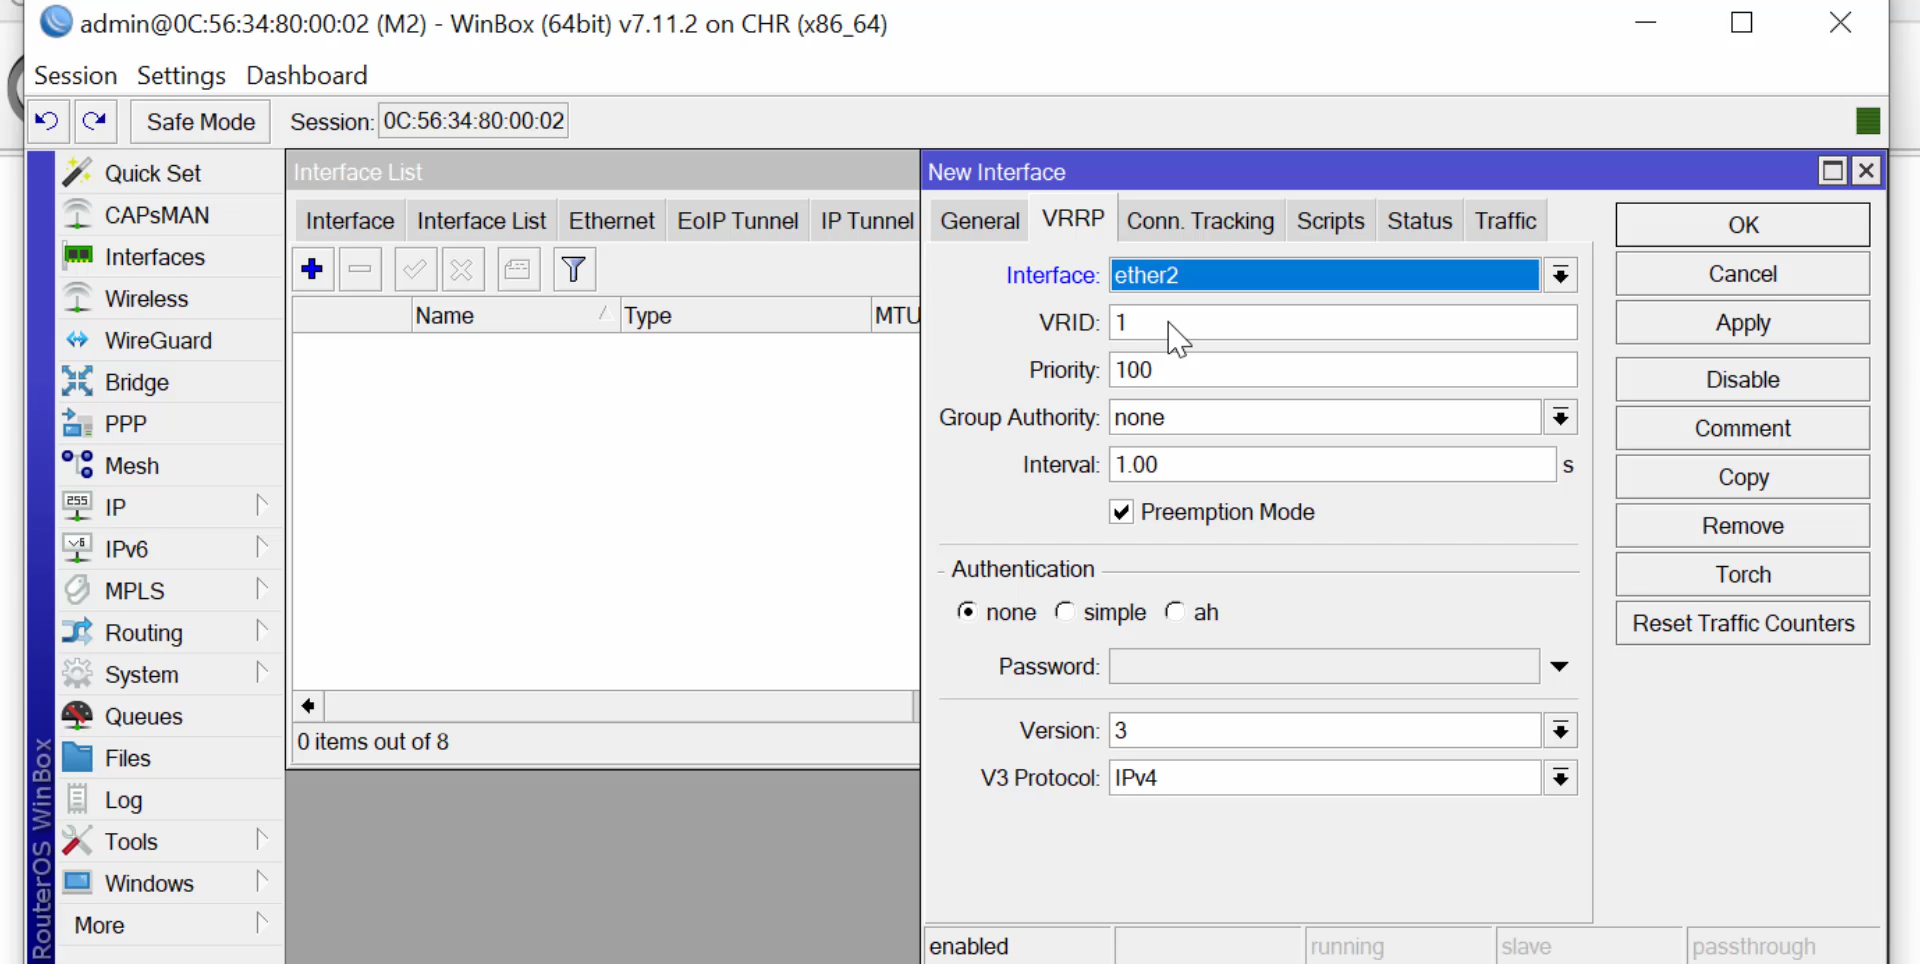 admin@0C:56:34:80:00:02 (M2) - WinBox (64bit) v7.11.2 on CHR (x86_64)
Session Settings Dashboard
Safe Mode Session: 0C:56:34:80:00:02
Quick Set
CAPsMAN
Interfaces
Wireless
WireGuard
Bridge
PPP
Mesh
255 IP
v6 IPv6
MPLS
Routing
System
Queues
Files
Log
Tools
Windows
More
RouterOS WinBox
Interface List
Interface Interface List Ethernet EoIP Tunnel IP Tunnel
Name Type MTU
0 items out of 8
New Interface
General VRRP Conn. Tracking Scripts Status Traffic
Interface: ether2
VRID: 1
Priority: 100
Group Authority: none
Interval: 1.00 s
Preemption Mode
Authentication
none simple ah
Password:
Version: 3
V3 Protocol: IPv4
OK
Cancel
Apply
Disable
Comment
Copy
Remove
Torch
Reset Traffic Counters
enabled running slave passthrough